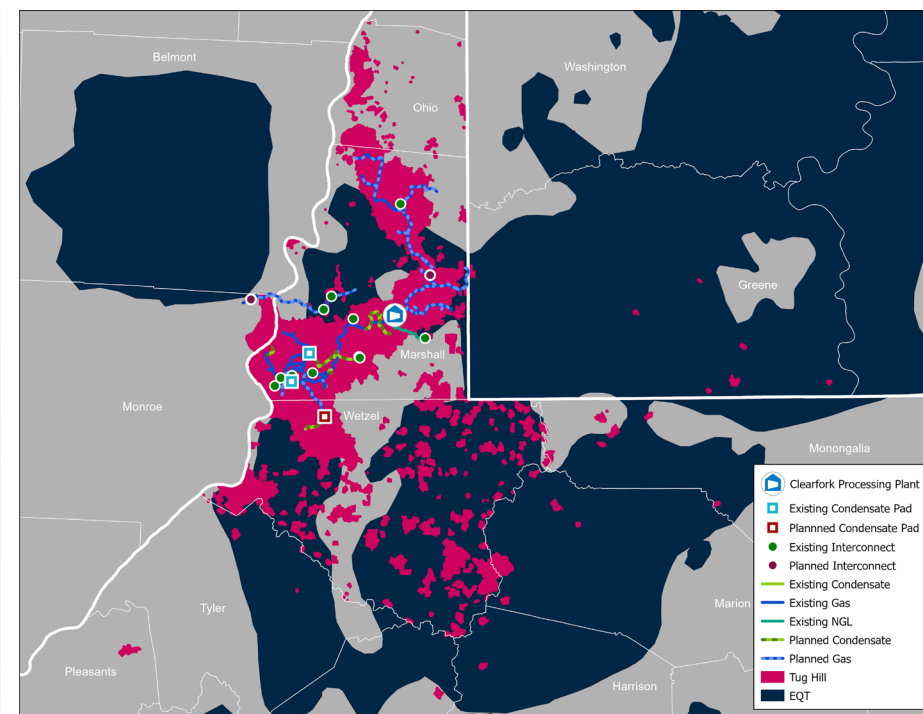 Belmont
Washington
Ohio
Greene
Marshall
Monroe
Wetzel
Monongalia
Tyler
Marion
Pleasants
Harrison
Clearfork Processing Plant
Existing Condensate Pad
Plannned Condensate Pad
Existing Interconnect
Planned Interconnect
Existing Condensate
Existing Gas
Existing NGL
Planned Condensate
Planned Gas
Tug Hill
EQT